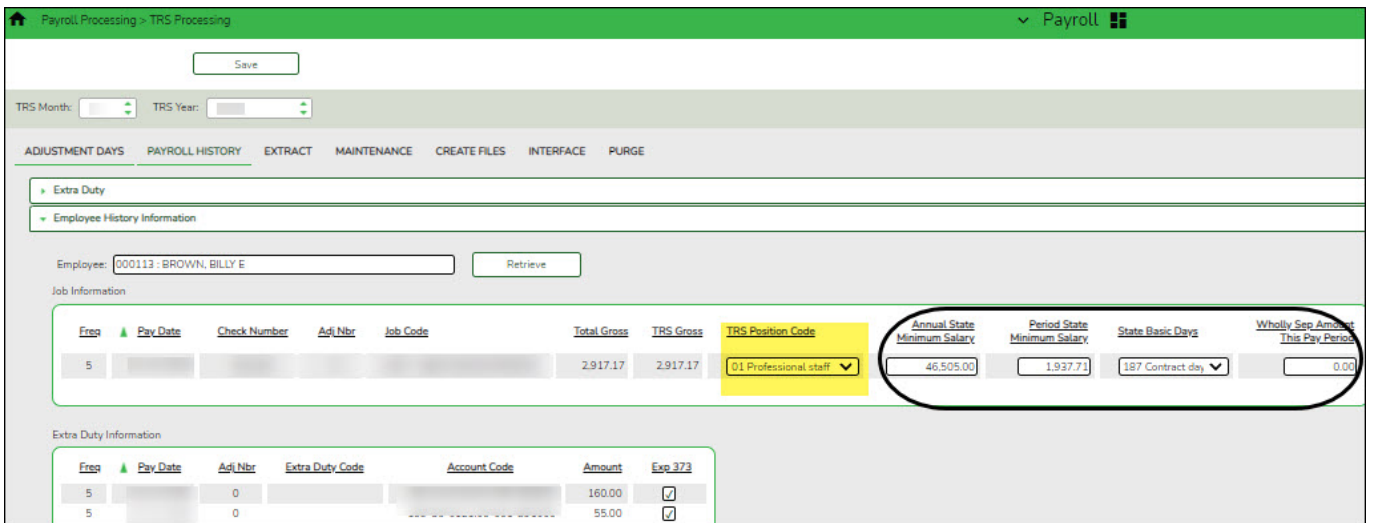 Payroll Processing > TRS Processing
Payroll
Save
TRS Month: TRS Year:
ADJUSTMENT DAYS PAYROLL HISTORY EXTRACT MAINTENANCE CREATE FILES INTERFACE PURGE
Extra Duty
Employee History Information
Employee: 000113 : BROWN, BILLY E Retrieve
Job Information
Freq Pay Date Check Number Adj Nbr Job Code Total Gross TRS Gross TRS Position Code Annual State Minimum Salary Period State Minimum Salary State Basic Days Wholly Sep Amount This Pay Period
5 2,917.17 2,917.17 01 Professional staff 46,505.00 1,937.71 187 Contract day 0.00
Extra Duty Information
Freq Pay Date Adj Nbr Extra Duty Code Account Code Amount Exp 373
5 0 160.00
5 0 55.00